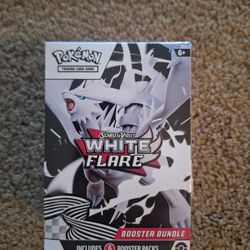 POKÉMON
TRADING CARD GAME
6+
SCARLET & VIOLET
WHITE
FLARE
BOOSTER BUNDLE
INCLUDES 6 BOOSTER PACKS